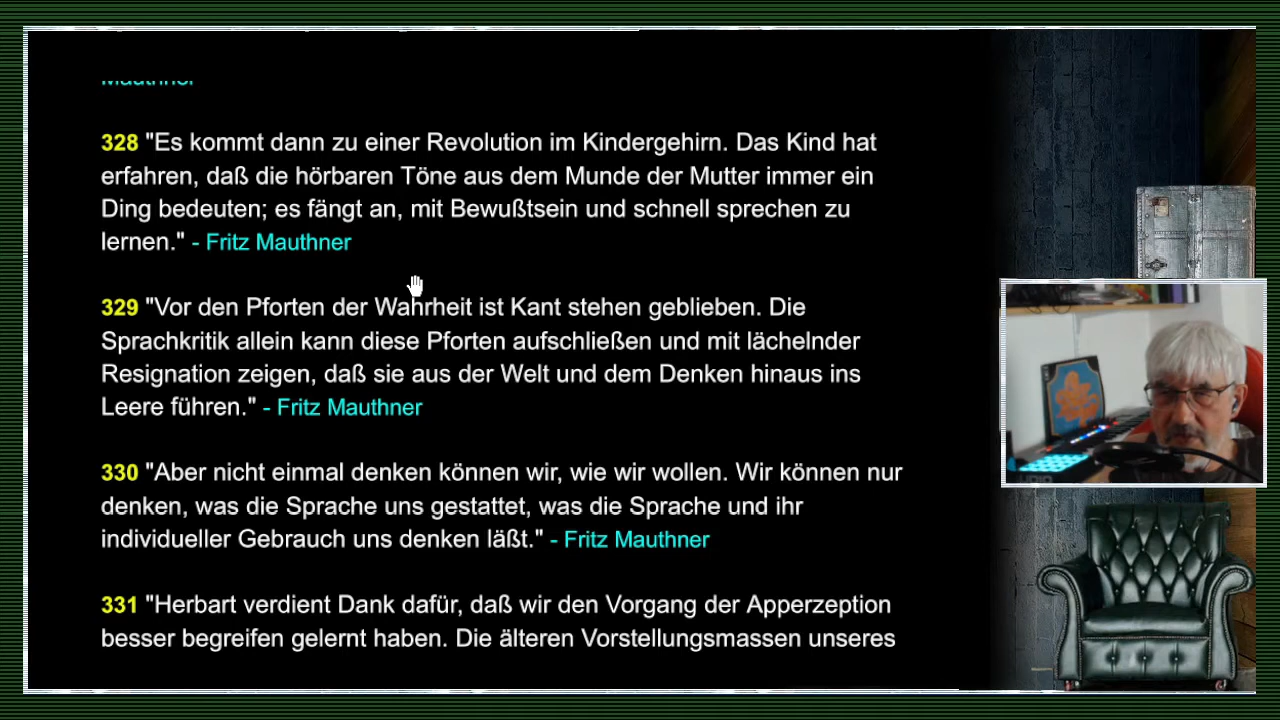 Mauthner
328 "Es kommt dann zu einer Revolution im Kindergehirn. Das Kind hat
erfahren, daß die hörbaren Töne aus dem Munde der Mutter immer ein
Ding bedeuten; es fängt an, mit Bewußtsein und schnell sprechen zu
lernen." - Fritz Mauthner
329 "Vor den Pforten der Wahrheit ist Kant stehen geblieben. Die
Sprachkritik allein kann diese Pforten aufschließen und mit lächelnder
Resignation zeigen, daß sie aus der Welt und dem Denken hinaus ins
Leere führen." - Fritz Mauthner
330 "Aber nicht einmal denken können wir, wie wir wollen. Wir können nur
denken, was die Sprache uns gestattet, was die Sprache und ihr
individueller Gebrauch uns denken läßt." - Fritz Mauthner
331 "Herbart verdient Dank dafür, daß wir den Vorgang der Apperzeption
besser begreifen gelernt haben. Die älteren Vorstellungsmassen unseres